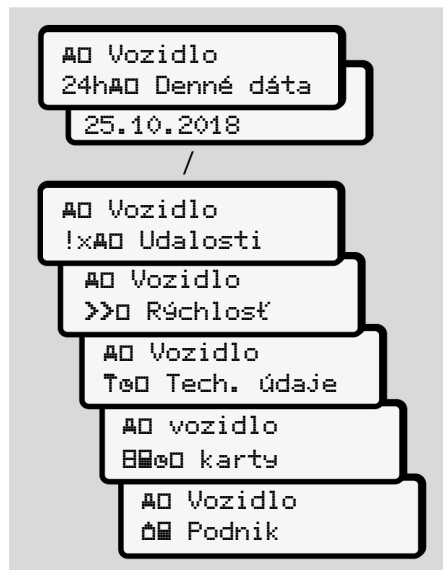 Vozidlo
24h Denné dáta
25.10.2018
/
Vozidlo
!x Udalosti
Vozidlo
>> Rýchlosť
Vozidlo
Tech. údaje
vozidlo
karty
Vozidlo
Podnik